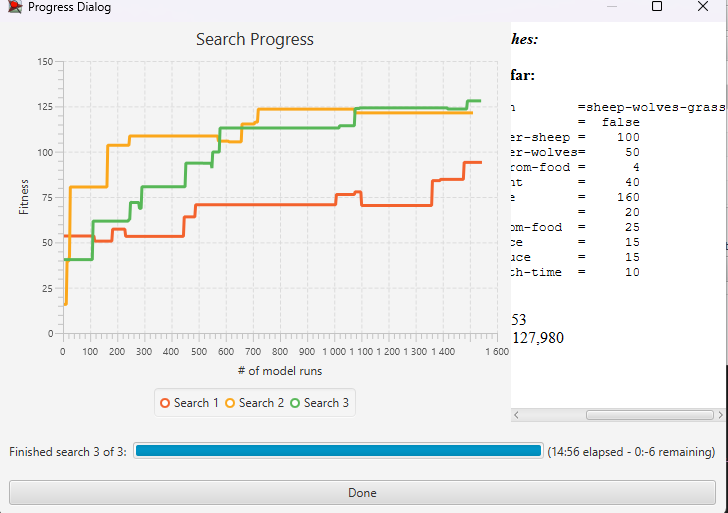 Progress Dialog
Search Progress
150
125
100
75
50
25
0
Fitness
0 100 200 300 400 500 600 700 800 900 1 000 1 100 1 200 1 300 1 400 1 600
# of model runs
Search 1 Search 2 Search 3
hes:
far:
=sheep-wolves-grass
= false
er-sheep = 100
er-wolves= 50
rom-food = 4
nt = 40
e = 160
= 20
om-food = 25
ce = 15
uce = 15
th-time = 10
53
127,980
Finished search 3 of 3: (14:56 elapsed - 0:-6 remaining)
Done